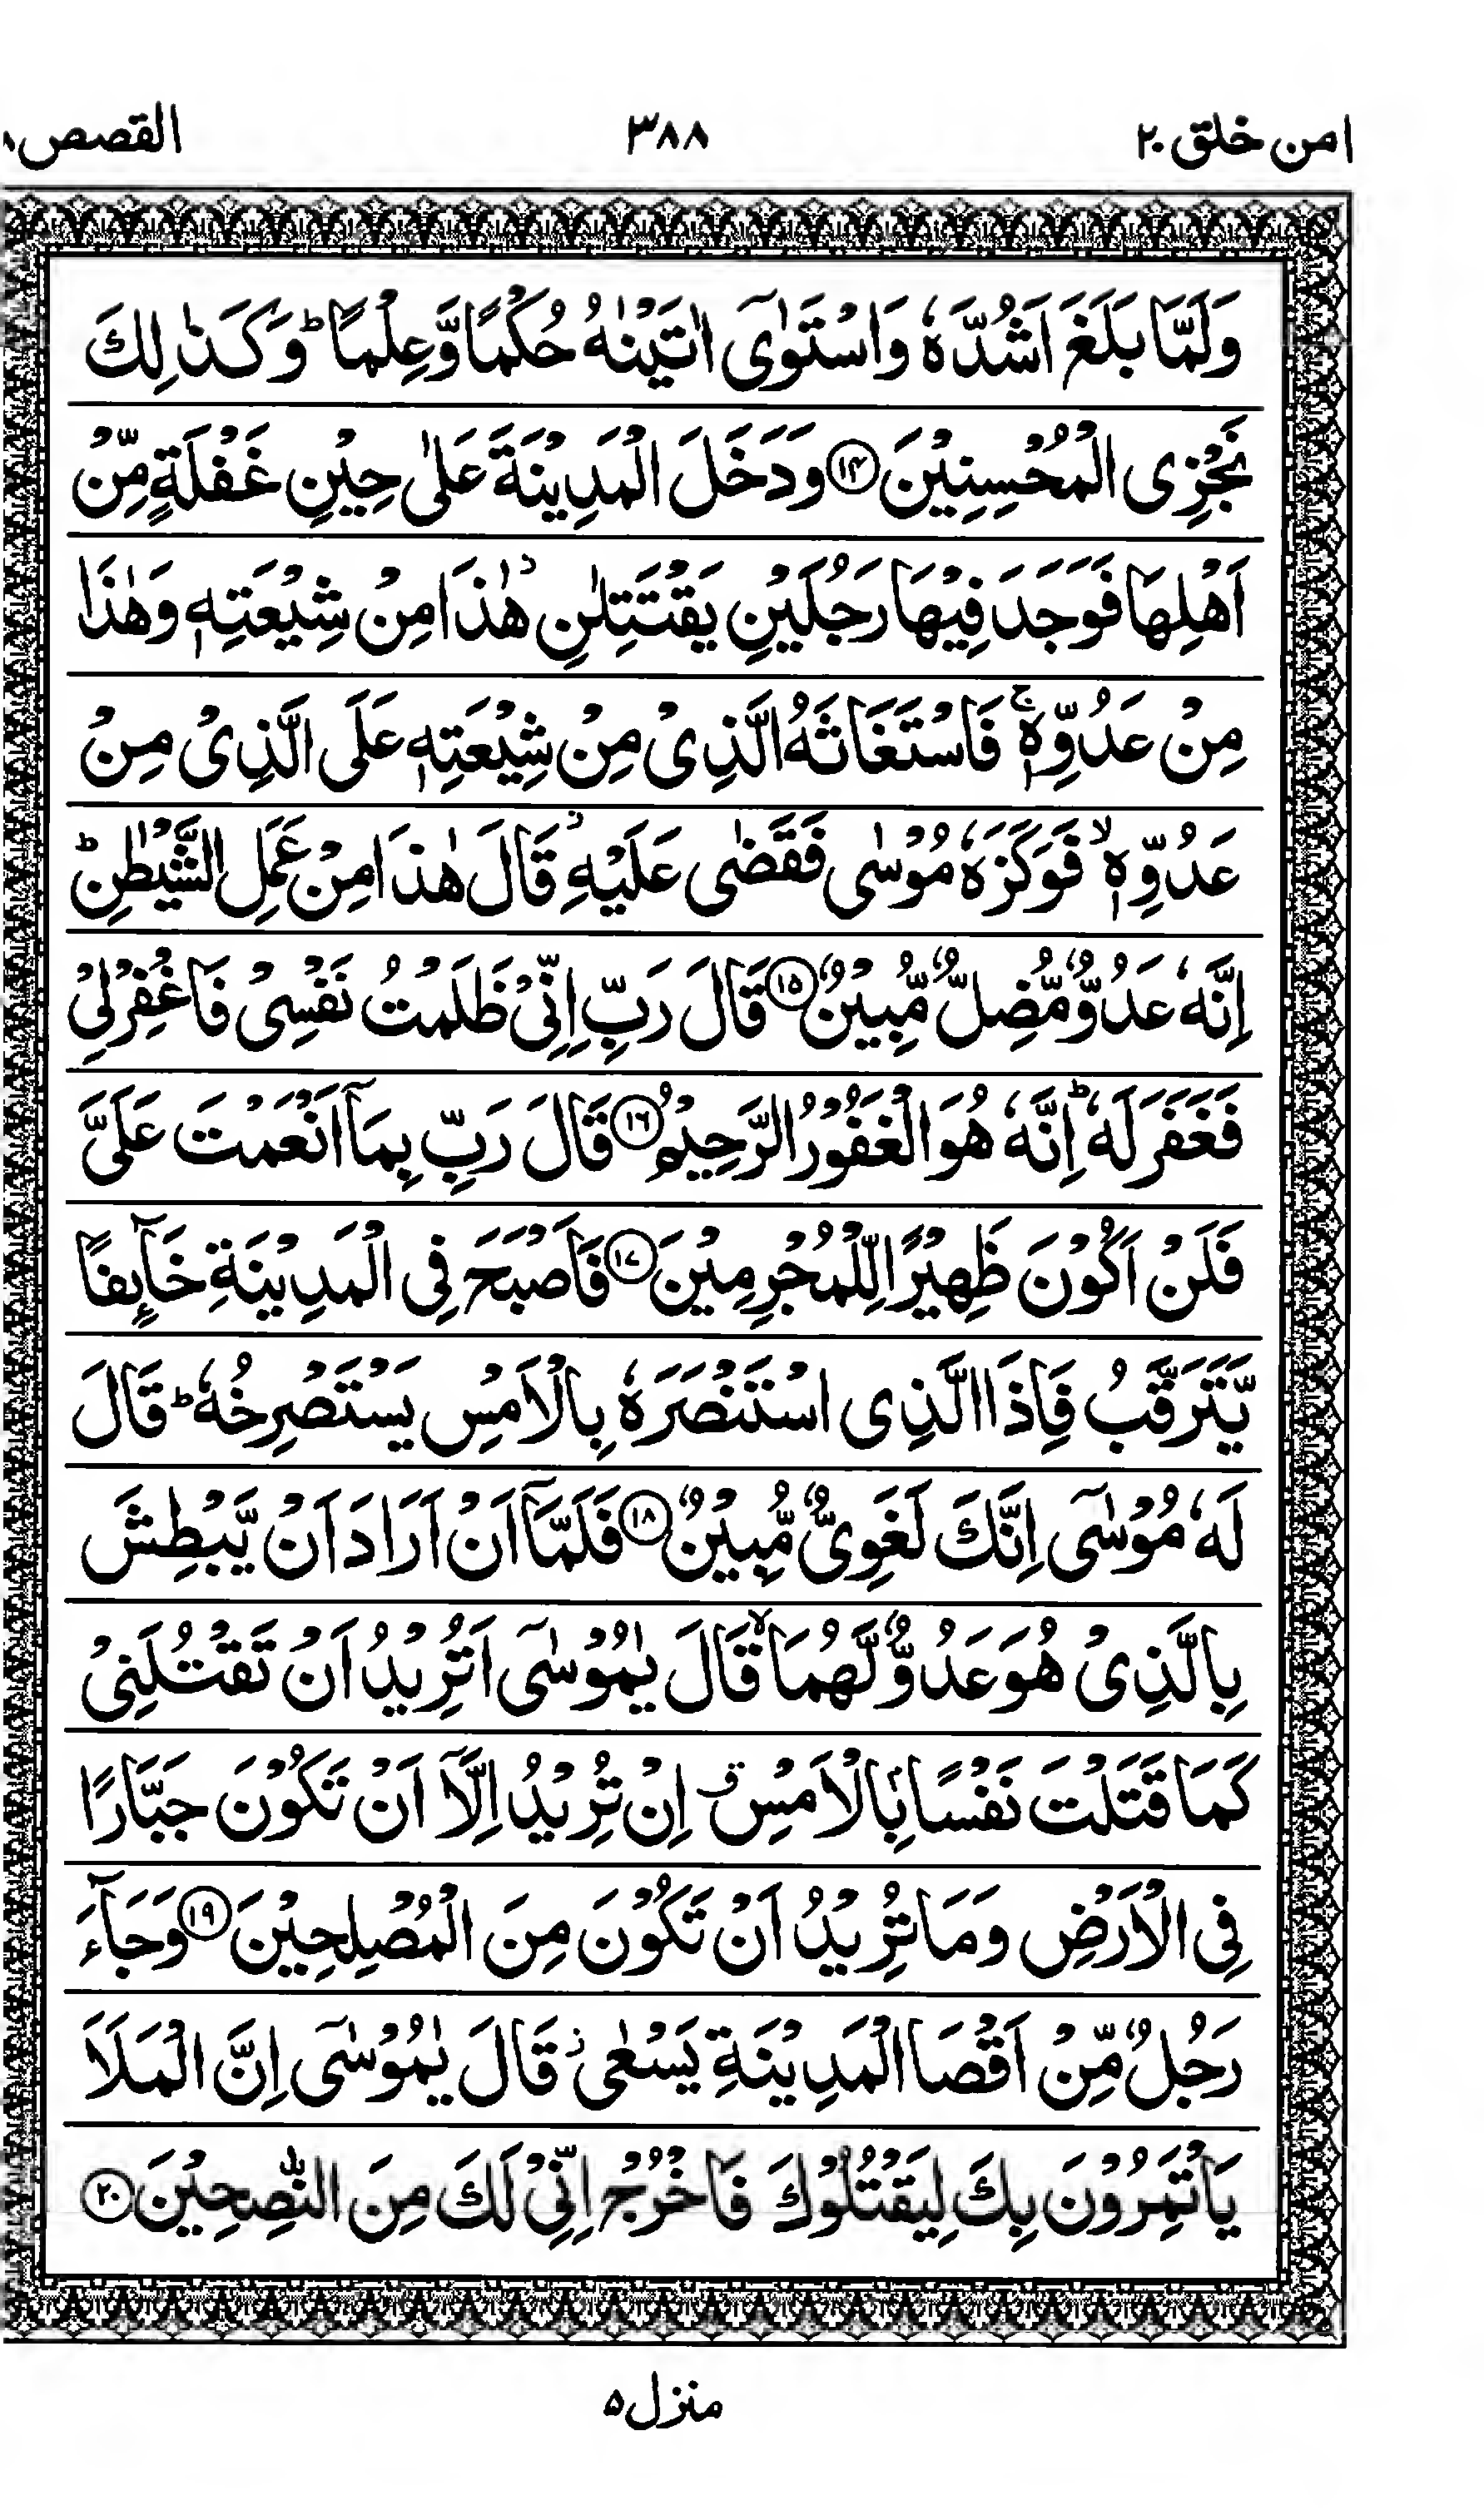 امن خلق ۲۰ ۳۸۸ القصص
وَلَمَّا بَلَغَ اَشُدَّهٗ وَاسْتَوٰٓى اٰتَيْنٰهُ حُكْمًا وَّعِلْمًا ؕ وَكَذٰلِكَ
نَجْزِى الْمُحْسِنِيْنَ ﴿۱۴﴾ وَدَخَلَ الْمَدِيْنَةَ عَلٰى حِيْنِ غَفْلَةٍ مِّنْ
اَهْلِهَا فَوَجَدَ فِيْهَا رَجُلَيْنِ يَقْتَتِلٰنِ ؗ هٰذَا مِنْ شِيْعَتِهٖ وَهٰذَا
مِنْ عَدُوِّهٖ ۚ فَاسْتَغَاثَهُ الَّذِىْ مِنْ شِيْعَتِهٖ عَلَى الَّذِىْ مِنْ
عَدُوِّهٖ ۙ فَوَكَزَهٗ مُوْسٰى فَقَضٰى عَلَيْهِ ؗ قَالَ هٰذَا مِنْ عَمَلِ الشَّيْطٰنِ ؕ
اِنَّهٗ عَدُوٌّ مُّضِلٌّ مُّبِيْنٌ ﴿۱۵﴾ قَالَ رَبِّ اِنِّىْ ظَلَمْتُ نَفْسِىْ فَاغْفِرْ لِىْ
فَغَفَرَ لَهٗ ؕ اِنَّهٗ هُوَ الْغَفُوْرُ الرَّحِيْمُ ﴿۱۶﴾ قَالَ رَبِّ بِمَاۤ اَنْعَمْتَ عَلَىَّ
فَلَنْ اَكُوْنَ ظَهِيْرًا لِّلْمُجْرِمِيْنَ ﴿۱۷﴾ فَاَصْبَحَ فِى الْمَدِيْنَةِ خَآئِفًا
يَّتَرَقَّبُ فَاِذَا الَّذِى اسْتَنْصَرَهٗ بِالْاَمْسِ يَسْتَصْرِخُهٗ ؕ قَالَ
لَهٗ مُوْسٰٓى اِنَّكَ لَغَوِىٌّ مُّبِيْنٌ ﴿۱۸﴾ فَلَمَّاۤ اَنْ اَرَادَ اَنْ يَّبْطِشَ
بِالَّذِىْ هُوَ عَدُوٌّ لَّهُمَا ۙ قَالَ يٰمُوْسٰٓى اَتُرِيْدُ اَنْ تَقْتُلَنِىْ
كَمَا قَتَلْتَ نَفْسًاۢ بِالْاَمْسِ ۖ اِنْ تُرِيْدُ اِلَّاۤ اَنْ تَكُوْنَ جَبَّارًا
فِى الْاَرْضِ وَمَا تُرِيْدُ اَنْ تَكُوْنَ مِنَ الْمُصْلِحِيْنَ ﴿۱۹﴾ وَجَآءَ
رَجُلٌ مِّنْ اَقْصَا الْمَدِيْنَةِ يَسْعٰى ؗ قَالَ يٰمُوْسٰٓى اِنَّ الْمَلَاَ
يَاْتَمِرُوْنَ بِكَ لِيَقْتُلُوْكَ فَاخْرُجْ اِنِّىْ لَكَ مِنَ النّٰصِحِيْنَ ﴿۲۰﴾
منزل ۵